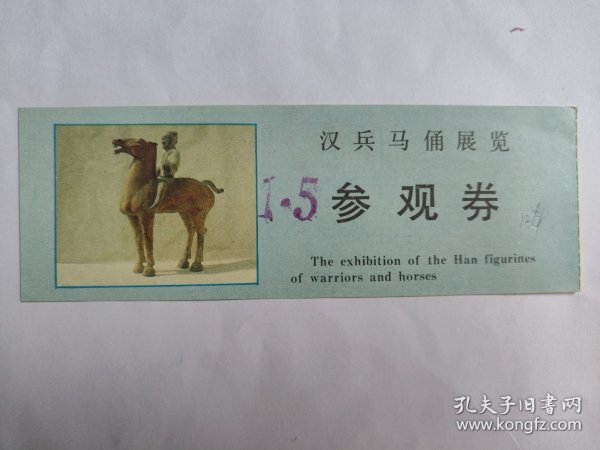 汉兵马俑展览
1.5 参观券
The exhibition of the Han figurines
of warriors and horses
孔夫子旧书网
www.kongfz.com